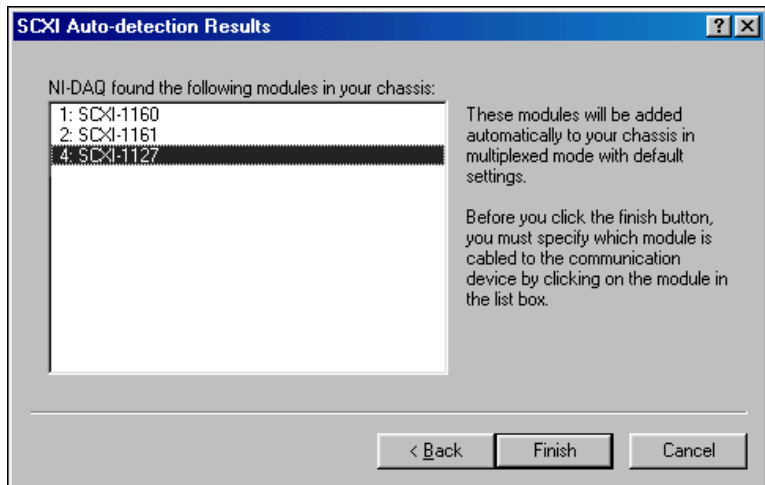 SCXI Auto-detection Results
NI-DAQ found the following modules in your chassis:
1: SCXI-1160
2: SCXI-1161
4: SCXI-1127
These modules will be added
automatically to your chassis in
multiplexed mode with default
settings.
Before you click the finish button,
you must specify which module is
cabled to the communication
device by clicking on the module in
the list box.
< Back
Finish
Cancel